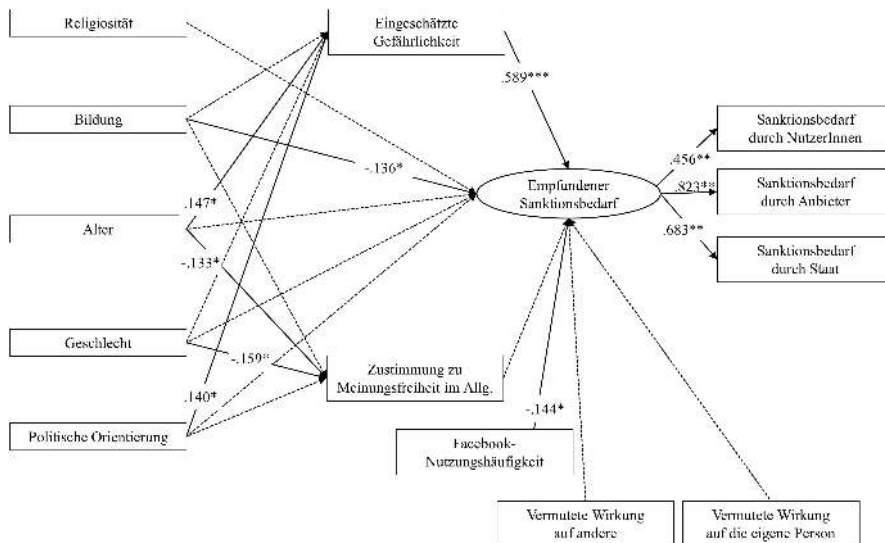 Religiosität
Eingeschätzte
Gefährlichkeit
.589***
Bildung
Sanktionsbedarf
durch NutzerInnen
-.136*
.456**
Empfundener
Sanktionsbedarf
.823**
Sanktionsbedarf
durch Anbieter
.147*
Alter
.683**
Sanktionsbedarf
durch Staat
-.133*
Geschlecht
-.159*
Zustimmung zu
Meinungsfreiheit im Allg.
.140*
-.144*
Politische Orientierung
Facebook-
Nutzungshäufigkeit
Vermutete Wirkung
auf andere
Vermutete Wirkung
auf die eigene Person